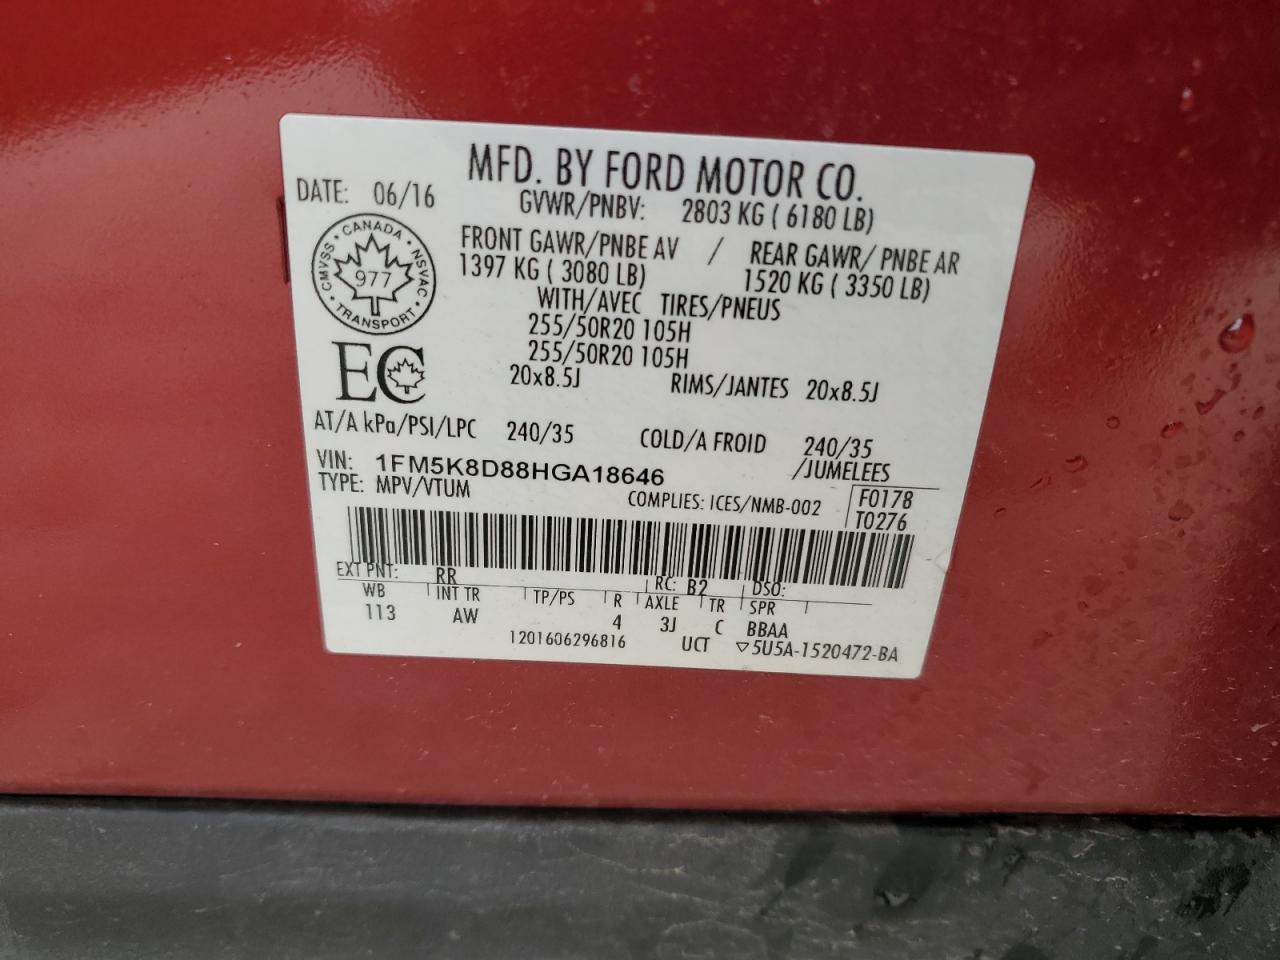 MFD. BY FORD MOTOR CO.
DATE: 06/16 GVWR/PNBV: 2803 KG ( 6180 LB)
FRONT GAWR/PNBE AV / REAR GAWR/ PNBE AR
1397 KG ( 3080 LB) 1520 KG ( 3350 LB)
WITH/AVEC TIRES/PNEUS
255/50R20 105H
255/50R20 105H
20x8.5J RIMS/JANTES 20x8.5J
CMVSS • CANADA • NSVAC • TRANSPORT •
977
EC
AT/A kPa/PSI/LPC 240/35 COLD/A FROID 240/35
VIN: 1FM5K8D88HGA18646 /JUMELEES
TYPE: MPV/VTUM COMPLIES: ICES/NMB-002 F0178
T0276
EXT PNT: RR RC: B2 DSO:
WB INT TR TP/PS R AXLE TR SPR
113 AW 4 3J C BBAA
1201606296816 UCT ▽5U5A-1520472-BA